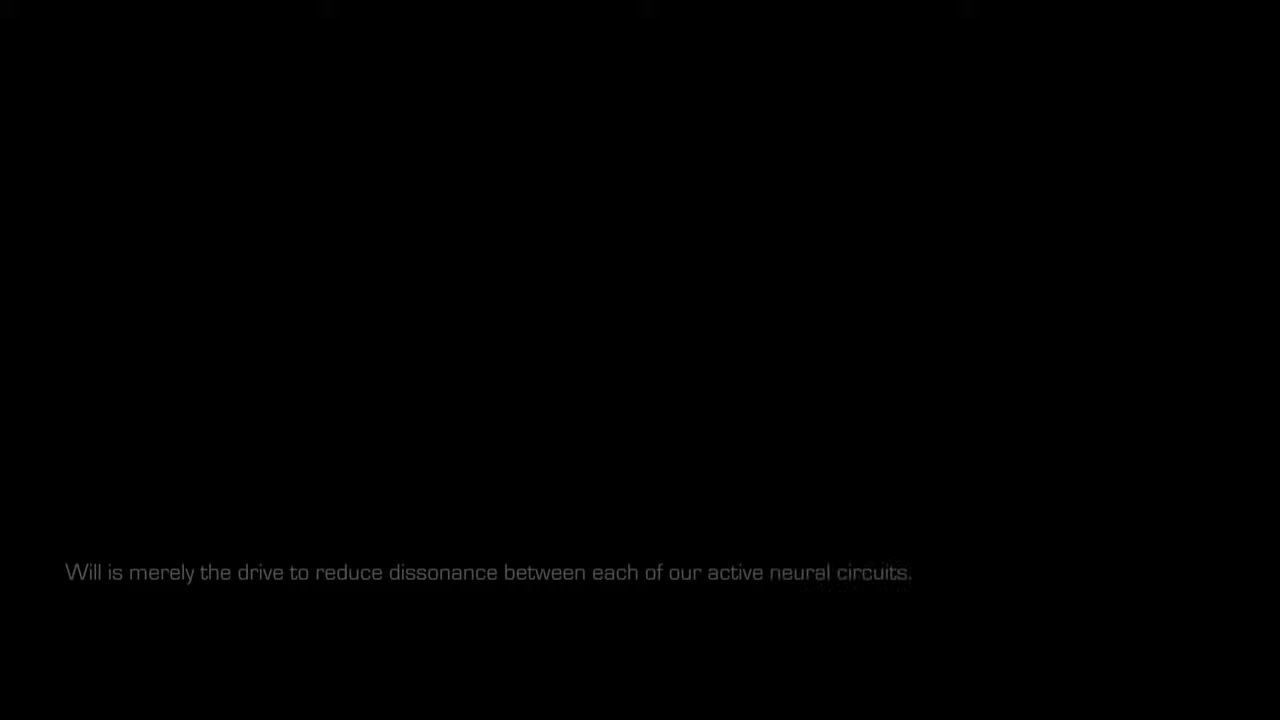 Will is merely the drive to reduce dissonance between each of our active neural circuits.